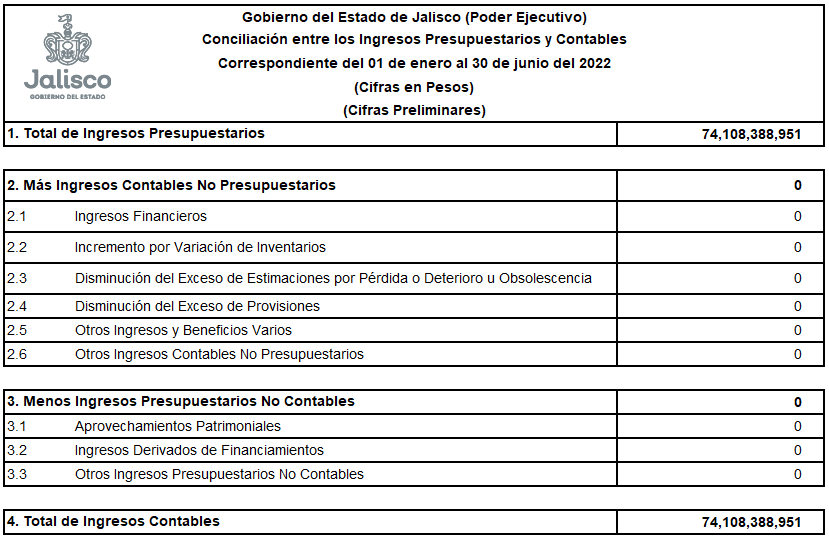 Jalisco
GOBIERNO DEL ESTADO
Gobierno del Estado de Jalisco (Poder Ejecutivo)
Conciliación entre los Ingresos Presupuestarios y Contables
Correspondiente del 01 de enero al 30 de junio del 2022
(Cifras en Pesos)
(Cifras Preliminares)
1. Total de Ingresos Presupuestarios 74,108,388,951
2. Más Ingresos Contables No Presupuestarios 0
2.1 Ingresos Financieros 0
2.2 Incremento por Variación de Inventarios 0
2.3 Disminución del Exceso de Estimaciones por Pérdida o Deterioro u Obsolescencia 0
2.4 Disminución del Exceso de Provisiones 0
2.5 Otros Ingresos y Beneficios Varios 0
2.6 Otros Ingresos Contables No Presupuestarios 0
3. Menos Ingresos Presupuestarios No Contables 0
3.1 Aprovechamientos Patrimoniales 0
3.2 Ingresos Derivados de Financiamientos 0
3.3 Otros Ingresos Presupuestarios No Contables 0
4. Total de Ingresos Contables 74,108,388,951